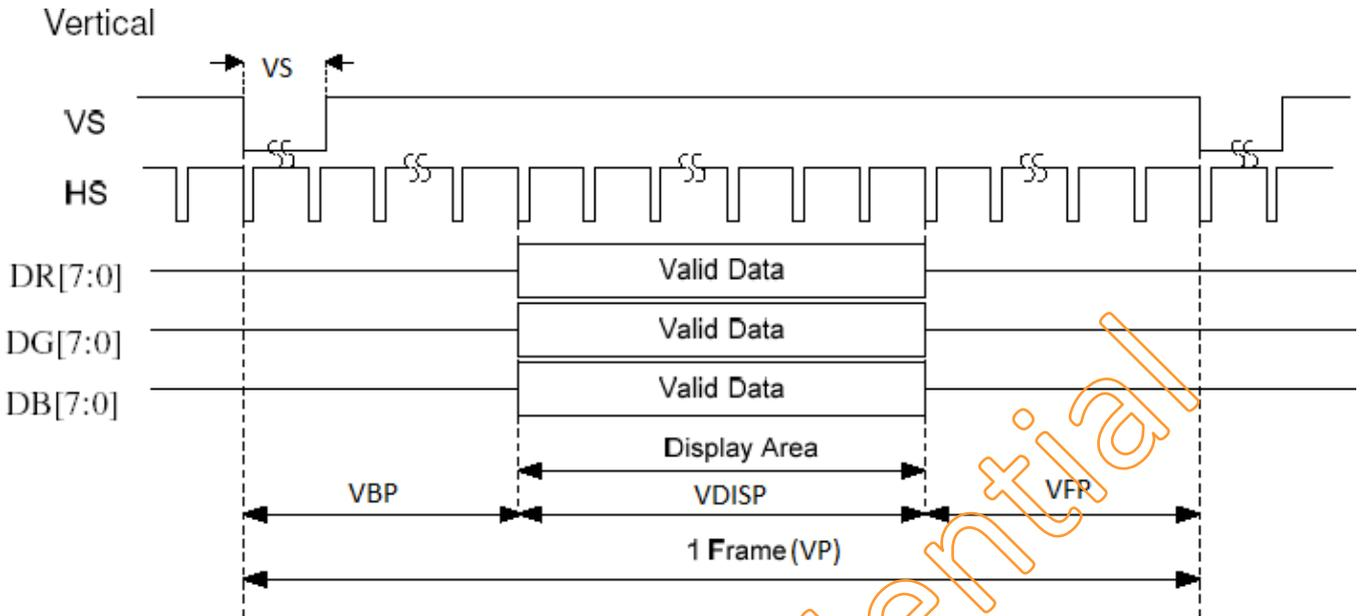 Vertical
VS
VS
HS
DR[7:0]
Valid Data
DG[7:0]
Valid Data
DB[7:0]
Valid Data
Display Area
VBP
VDISP
VFP
1 Frame(VP)
ential